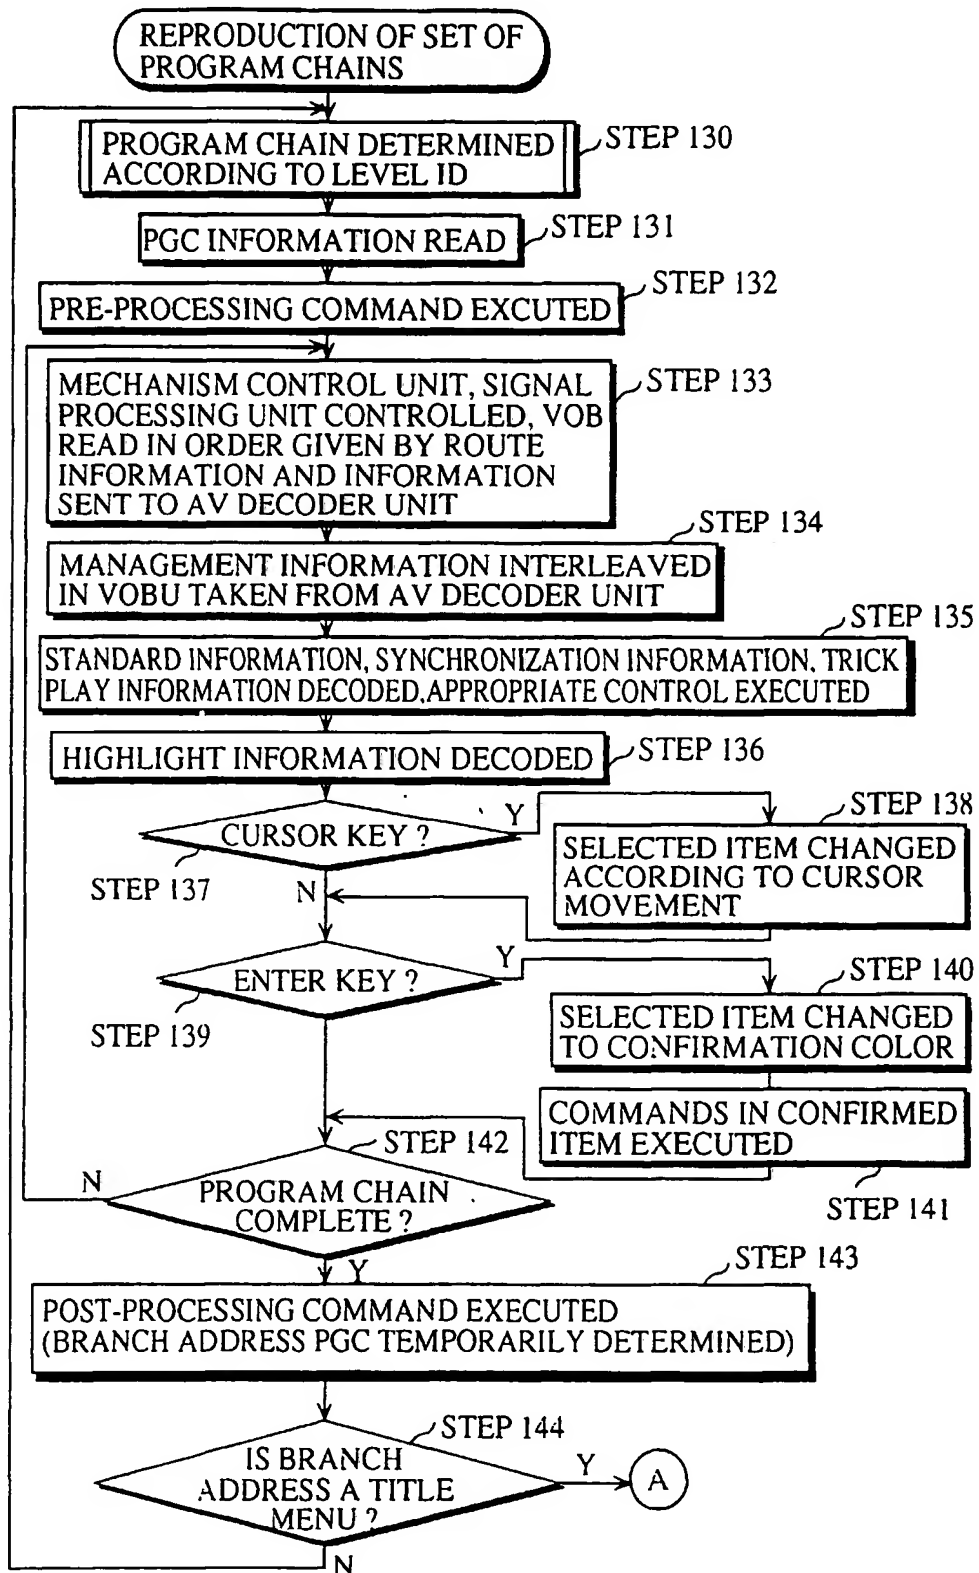 REPRODUCTION OF SET OF
PROGRAM CHAINS
PROGRAM CHAIN DETERMINED
ACCORDING TO LEVEL ID
STEP 130
PGC INFORMATION READ
STEP 131
PRE-PROCESSING COMMAND EXCUTED
STEP 132
MECHANISM CONTROL UNIT, SIGNAL
PROCESSING UNIT CONTROLLED, VOB
READ IN ORDER GIVEN BY ROUTE
INFORMATION AND INFORMATION
SENT TO AV DECODER UNIT
STEP 133
MANAGEMENT INFORMATION INTERLEAVED
IN VOBU TAKEN FROM AV DECODER UNIT
STEP 134
STANDARD INFORMATION, SYNCHRONIZATION INFORMATION, TRICK
PLAY INFORMATION DECODED, APPROPRIATE CONTROL EXECUTED
STEP 135
HIGHLIGHT INFORMATION DECODED
STEP 136
CURSOR KEY ?
Y
STEP 137
N
STEP 138
SELECTED ITEM CHANGED
ACCORDING TO CURSOR
MOVEMENT
ENTER KEY ?
Y
STEP 139
STEP 140
SELECTED ITEM CHANGED
TO CONFIRMATION COLOR
COMMANDS IN CONFIRMED
ITEM EXECUTED
STEP 141
STEP 142
N
PROGRAM CHAIN
COMPLETE ?
Y
STEP 143
POST-PROCESSING COMMAND EXECUTED
(BRANCH ADDRESS PGC TEMPORARILY DETERMINED)
STEP 144
IS BRANCH
ADDRESS A TITLE
MENU ?
Y
A
N